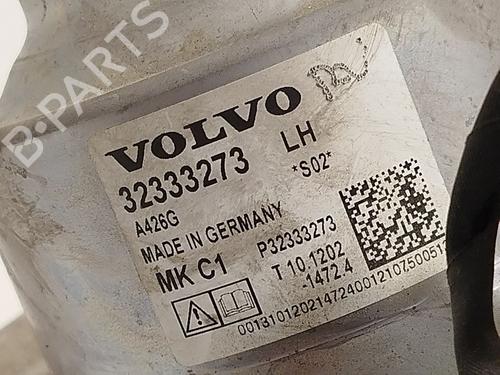 B-PARTS
VOLVO
32333273 LH
A426G *S02*
MADE IN GERMANY P32333273
MK C1 T 10.1202
-1472.4
00131012021472400121075005